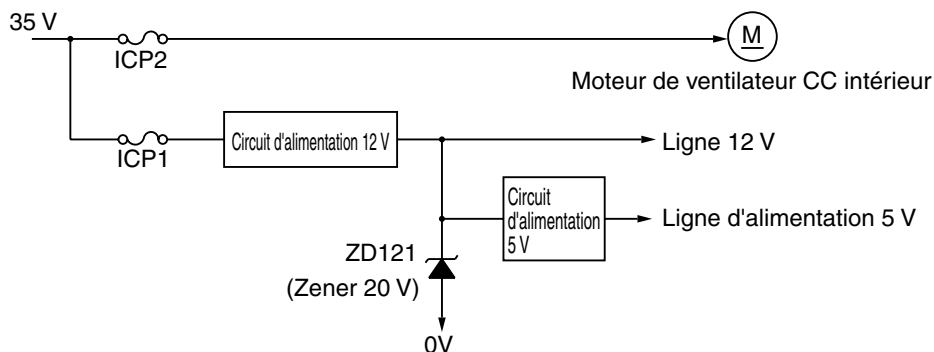 35 V
ICP2
M
Moteur de ventilateur CC intérieur
ICP1
Circuit d'alimentation 12 V
Ligne 12 V
Circuit
d'alimentation
5 V
Ligne d'alimentation 5 V
ZD121
(Zener 20 V)
0V